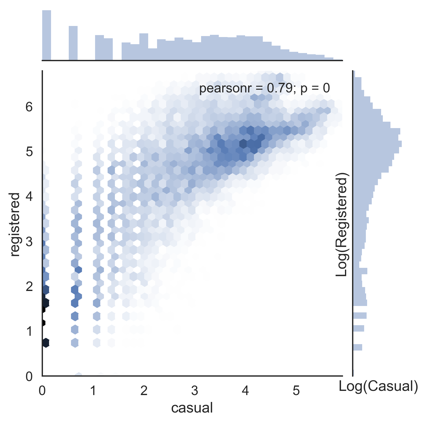 pearsonr = 0.79; p = 0
6
5
4
3
2
1
0
registered
Log(Registered)
0 1 2 3 4 5
casual
Log(Casual)